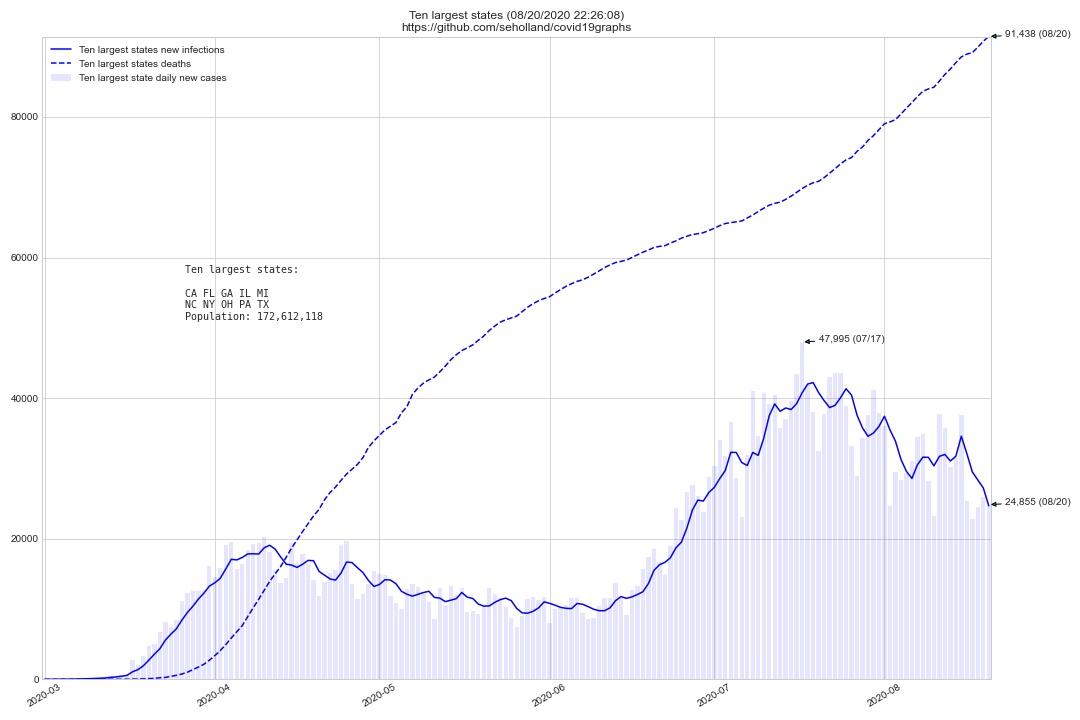 Ten largest states (08/20/2020 22:26:08)
https://github.com/seholland/covid19graphs
91,438 (08/20)
Ten largest states new infections
Ten largest states deaths
Ten largest state daily new cases
80000
60000
Ten largest states:
CA FL GA IL MI
NC NY OH PA TX
Population: 172,612,118
47,995 (07/17)
40000
24,855 (08/20)
20000
0
2020-03
2020-04
2020-05
2020-06
2020-07
2020-08